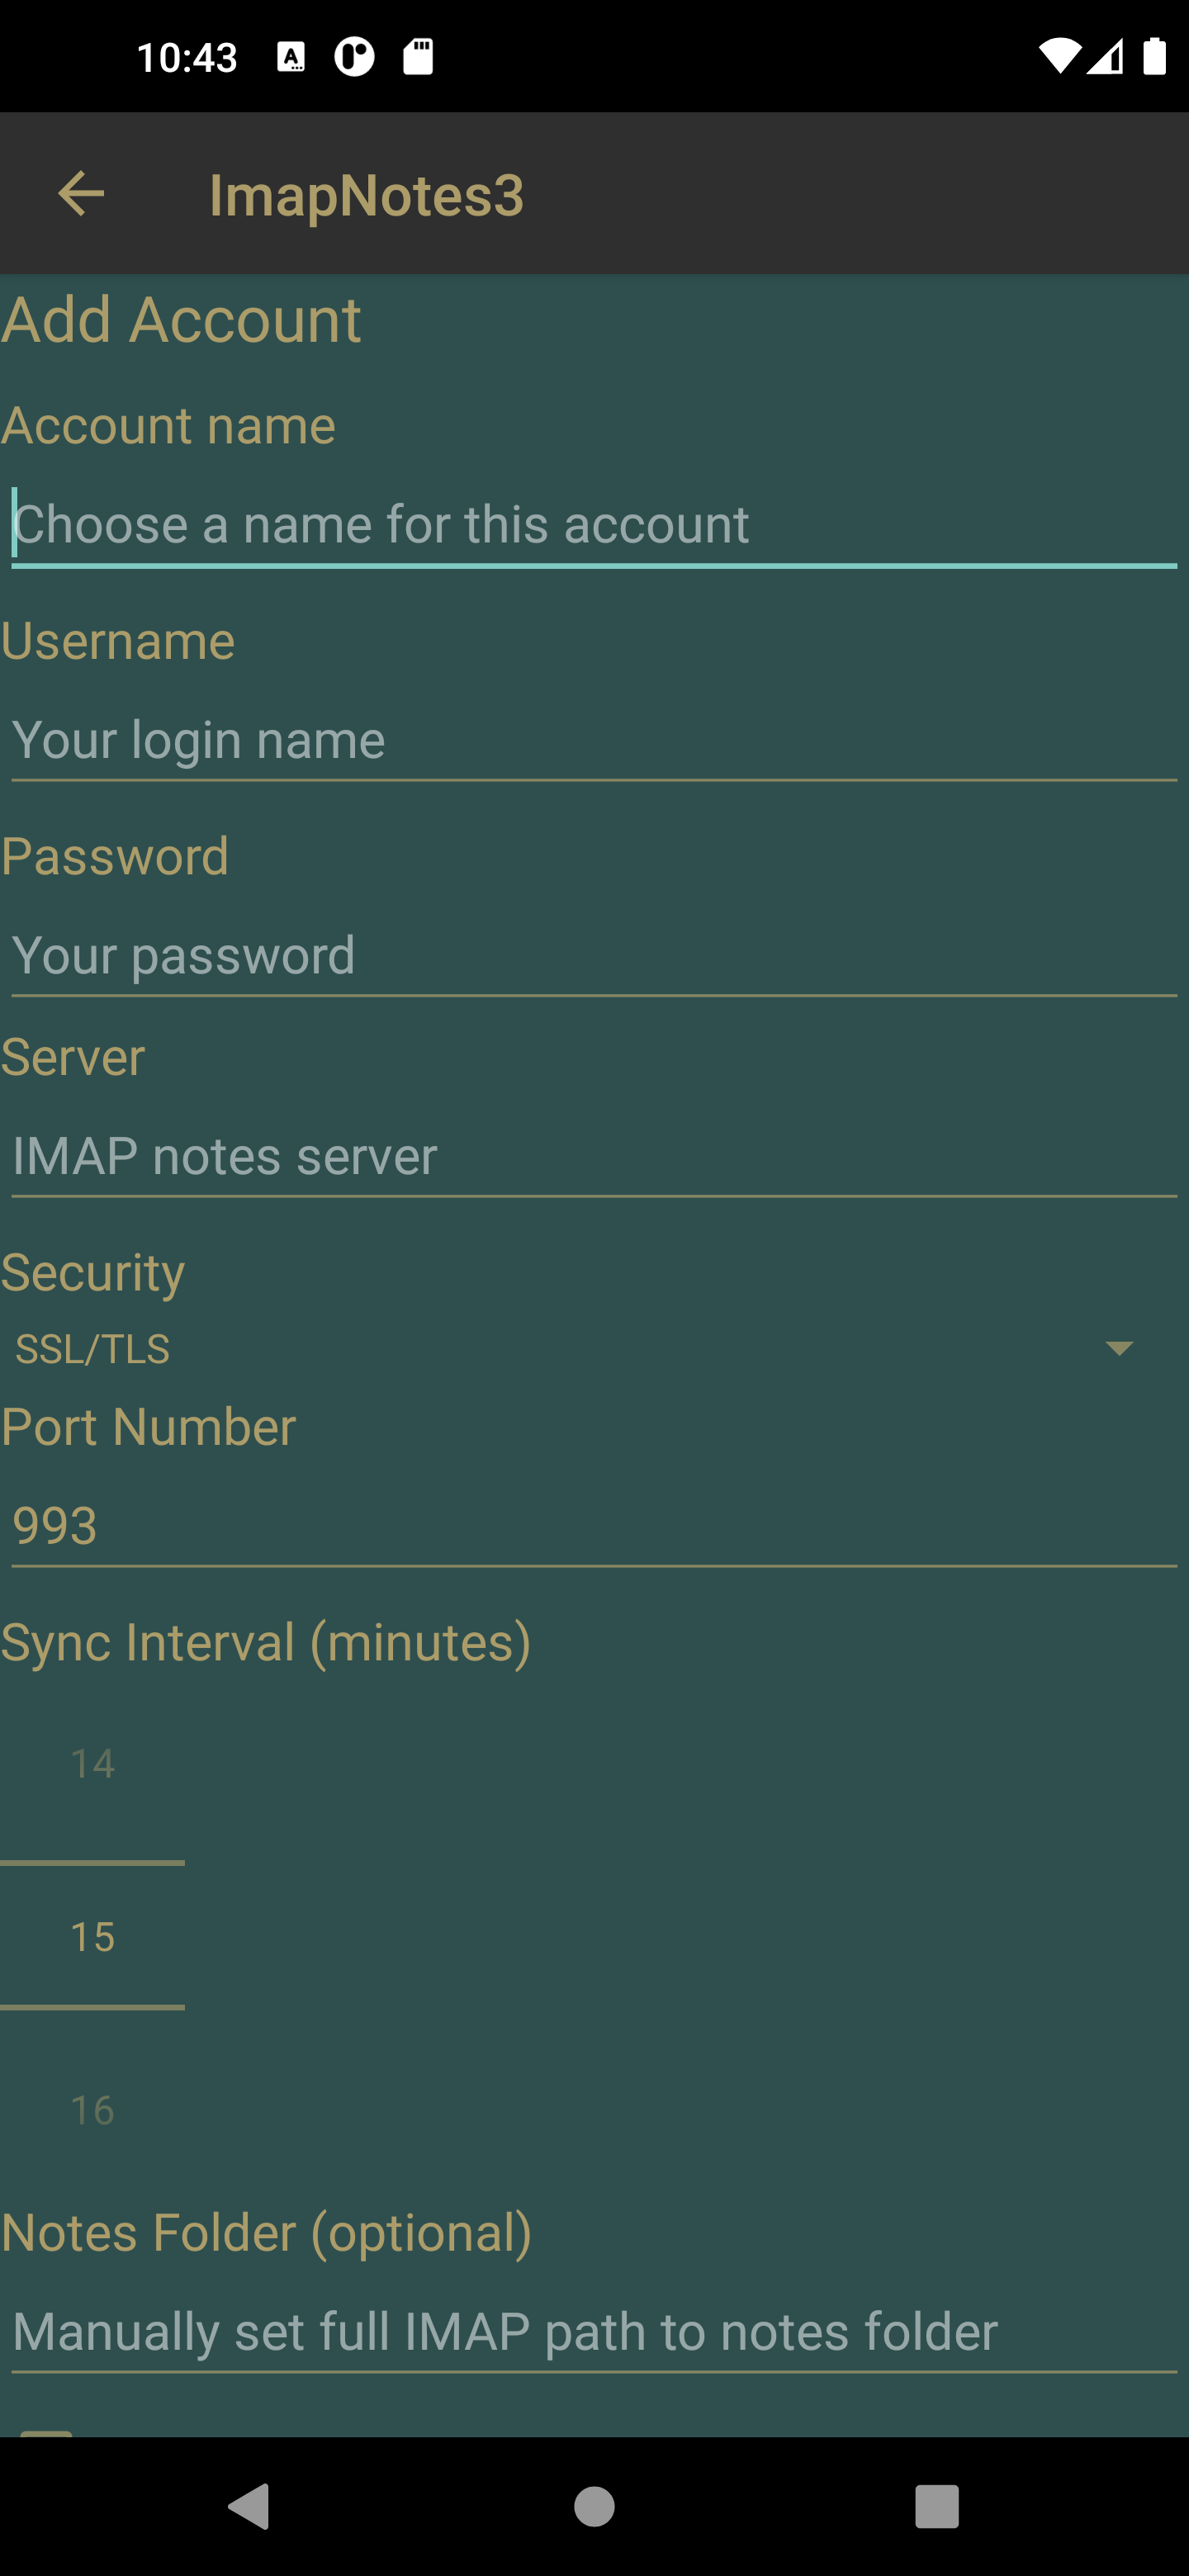 10:43
ImapNotes3
Add Account
Account name
Choose a name for this account
Username
Your login name
Password
Your password
Server
IMAP notes server
Security
SSL/TLS
Port Number
993
Sync Interval (minutes)
14
15
16
Notes Folder (optional)
Manually set full IMAP path to notes folder